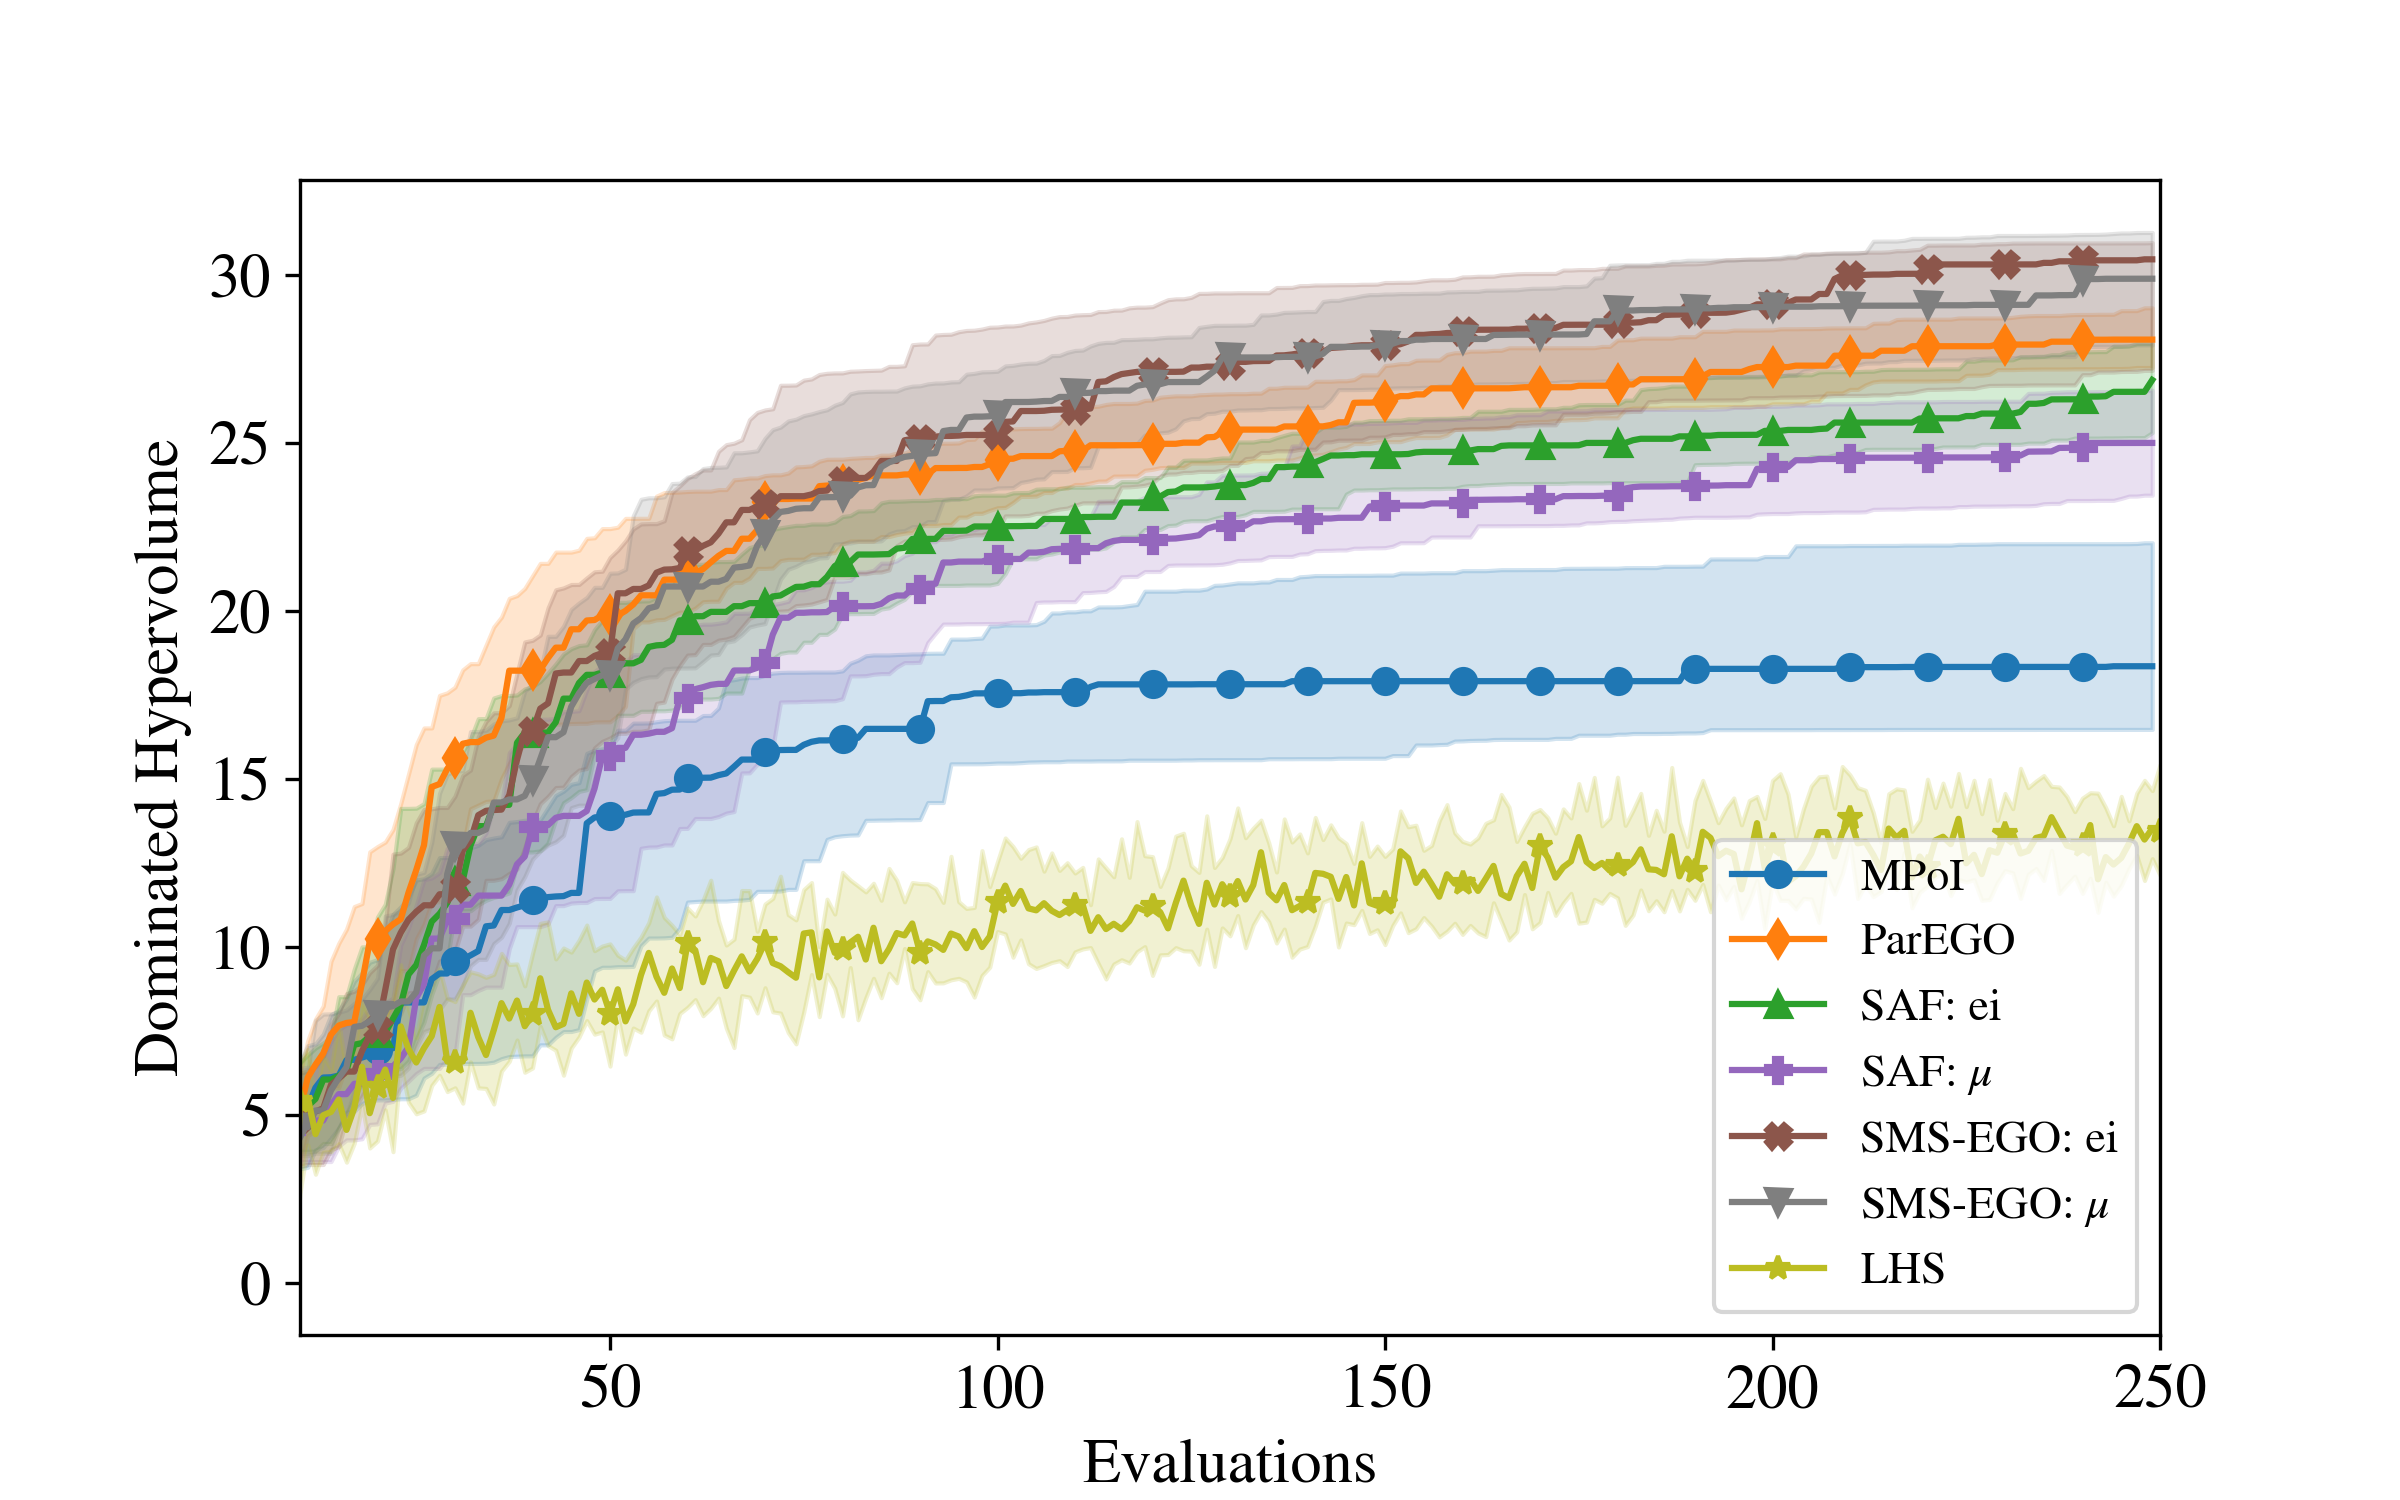 Dominated Hypervolume
30
25
20
15
10
5
0
MPoI
ParEGO
SAF: ei
SAF: μ
SMS-EGO: ei
SMS-EGO: μ
LHS
50 100 150 200 250
Evaluations